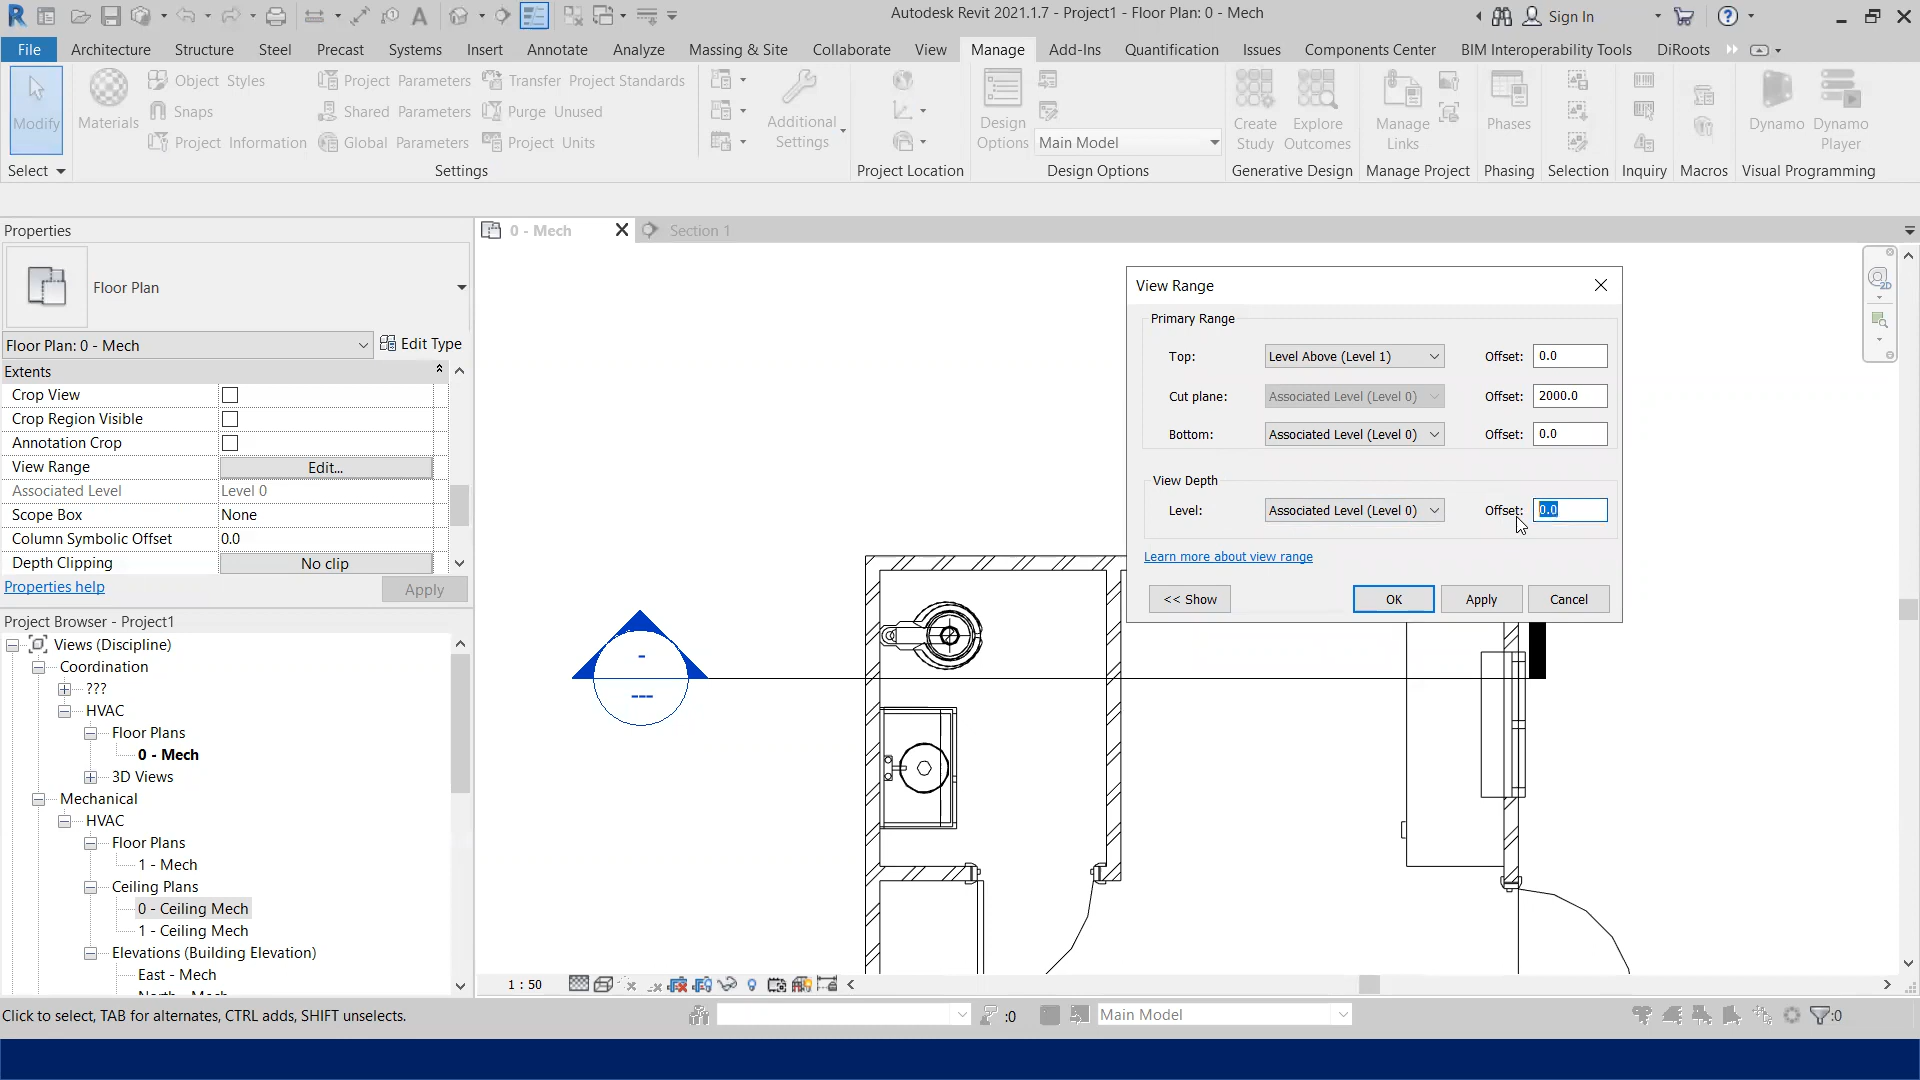 Autodesk Revit 2021.1.7 - Project1 - Floor Plan: 0 - Mech
Sign In
File Architecture Structure Steel Precast Systems Insert Annotate Analyze Massing & Site Collaborate View Manage Add-Ins Quantification Issues Components Center BIM Interoperability Tools DiRoots
Modify
Materials
Object Styles
Snaps
Project Information
Project Parameters
Shared Parameters
Global Parameters
Transfer Project Standards
Purge Unused
Project Units
Additional Settings
Design Options
Main Model
Create Study
Explore Outcomes
Manage Links
Phases
Dynamo
Dynamo Player
Select
Settings
Project Location
Design Options
Generative Design
Manage Project
Phasing
Selection
Inquiry
Macros
Visual Programming
Properties
Floor Plan
Floor Plan: 0 - Mech
Edit Type
Extents
Crop View
Crop Region Visible
Annotation Crop
View Range Edit...
Associated Level Level 0
Scope Box None
Column Symbolic Offset 0.0
Depth Clipping No clip
Properties help
Apply
Project Browser - Project1
Views (Discipline)
Coordination
???
HVAC
Floor Plans
0 - Mech
3D Views
Mechanical
HVAC
Floor Plans
1 - Mech
Ceiling Plans
0 - Ceiling Mech
1 - Ceiling Mech
Elevations (Building Elevation)
East - Mech
North - Mech
0 - Mech
Section 1
2D
-
---
View Range
Primary Range
Top: Level Above (Level 1) Offset: 0.0
Cut plane: Associated Level (Level 0) Offset: 2000.0
Bottom: Associated Level (Level 0) Offset: 0.0
View Depth
Level: Associated Level (Level 0) Offset: 0.0
Learn more about view range
<< Show
OK
Apply
Cancel
1 : 50
Click to select, TAB for alternates, CTRL adds, SHIFT unselects.
:0
Main Model
:0